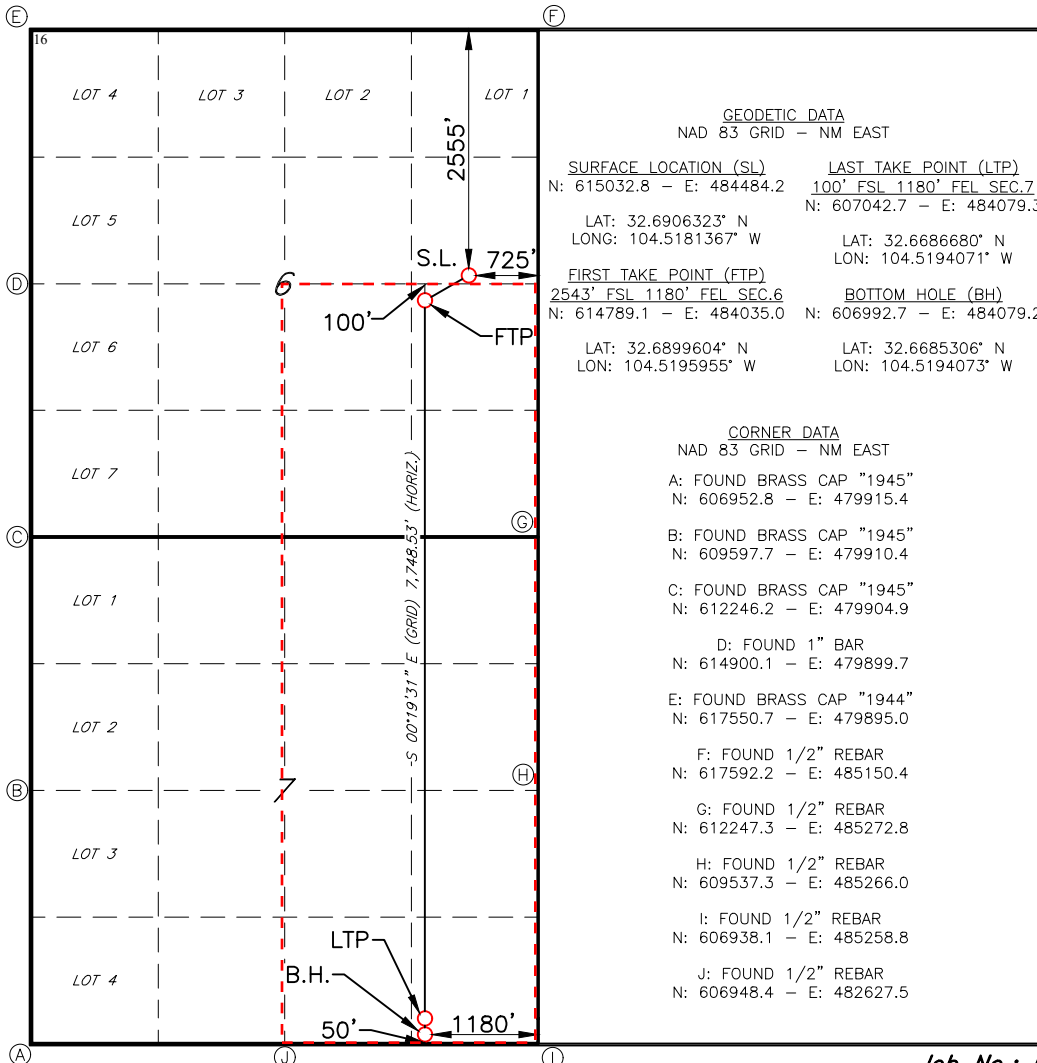 E
F
16
LOT 4
LOT 3
LOT 2
LOT 1
2555'
LOT 5
S.L.
725'
D
6
100'
FTP
LOT 6
LOT 7
S 00°19'31" E (GRID) 7,748.53' (HORIZ.)
C
G
LOT 1
LOT 2
H
B
7
LOT 3
LTP
LOT 4
B.H.
50'
1180'
A
J
I
GEODETIC DATA
NAD 83 GRID – NM EAST
SURFACE LOCATION (SL)
N: 615032.8 – E: 484484.2
LAT: 32.6906323° N
LONG: 104.5181367° W
FIRST TAKE POINT (FTP)
2543' FSL 1180' FEL SEC.6
N: 614789.1 – E: 484035.0
LAT: 32.6899604° N
LON: 104.5195955° W
LAST TAKE POINT (LTP)
100' FSL 1180' FEL SEC.7
N: 607042.7 – E: 484079.3
LAT: 32.6686680° N
LON: 104.5194071° W
BOTTOM HOLE (BH)
N: 606992.7 – E: 484079.2
LAT: 32.6685306° N
LON: 104.5194073° W
CORNER DATA
NAD 83 GRID – NM EAST
A: FOUND BRASS CAP "1945"
N: 606952.8 – E: 479915.4
B: FOUND BRASS CAP "1945"
N: 609597.7 – E: 479910.4
C: FOUND BRASS CAP "1945"
N: 612246.2 – E: 479904.9
D: FOUND 1" BAR
N: 614900.1 – E: 479899.7
E: FOUND BRASS CAP "1944"
N: 617550.7 – E: 479895.0
F: FOUND 1/2" REBAR
N: 617592.2 – E: 485150.4
G: FOUND 1/2" REBAR
N: 612247.3 – E: 485272.8
H: FOUND 1/2" REBAR
N: 609537.3 – E: 485266.0
I: FOUND 1/2" REBAR
N: 606938.1 – E: 485258.8
J: FOUND 1/2" REBAR
N: 606948.4 – E: 482627.5
Job No.: